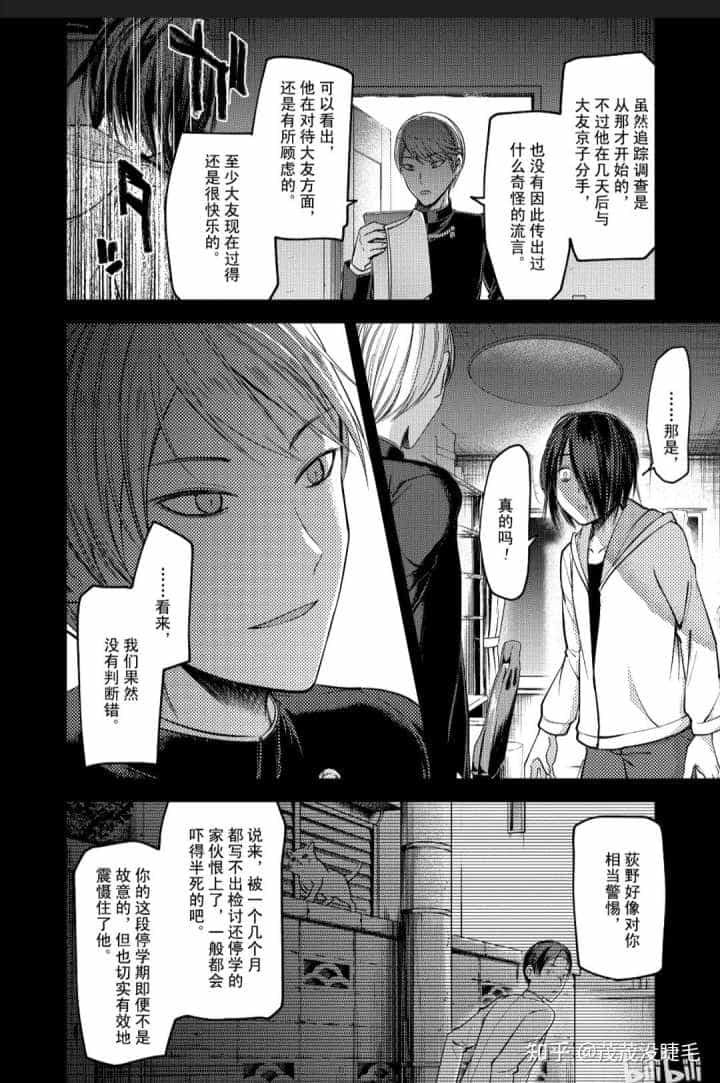 虽然追踪调查是
从那才开始的，
不过他在几天后与
大友京子分手，
也没有因此传出过
什么奇怪的流言。
可以看出，
他在对待大友方面，
还是有所顾虑的。
至少大友现在过得
还是很快乐的。
……那是，
真的吗！
……看来，
我们果然
没有判断错。
荻野好像对你
相当警惕，
说来，被一个几个月
都写不出检讨还停学的
家伙恨上了，一般都会
吓得半死的吧。
你的这段停学期即便不是
故意的，但也切实有效地
震慑住了他。
知乎 @茂茂没睫毛
bilibili